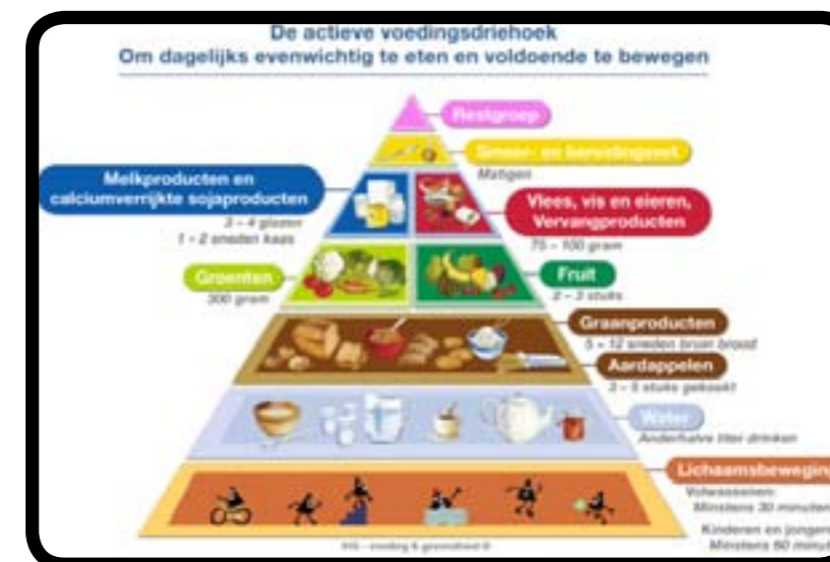 De actieve voedingsdriehoek
Om dagelijks evenwichtig te eten en voldoende te bewegen
Restgroep
Smeer- en bereidingsvet
Matigen
Melkproducten en
calciumverrijkte sojaproducten
3 - 4 glazen
1 - 2 sneden kaas
Vlees, vis en eieren,
Vervangproducten
75 - 100 gram
Groenten
300 gram
Fruit
2 - 3 stuks
Graanproducten
5 - 12 sneden bruin brood
Aardappelen
3 - 5 stuks gekookt
Water
Anderhalve liter drinken
Lichaamsbeweging
Volwassenen:
Minstens 30 minuten
Kinderen en jongere
Minstens 60 minut